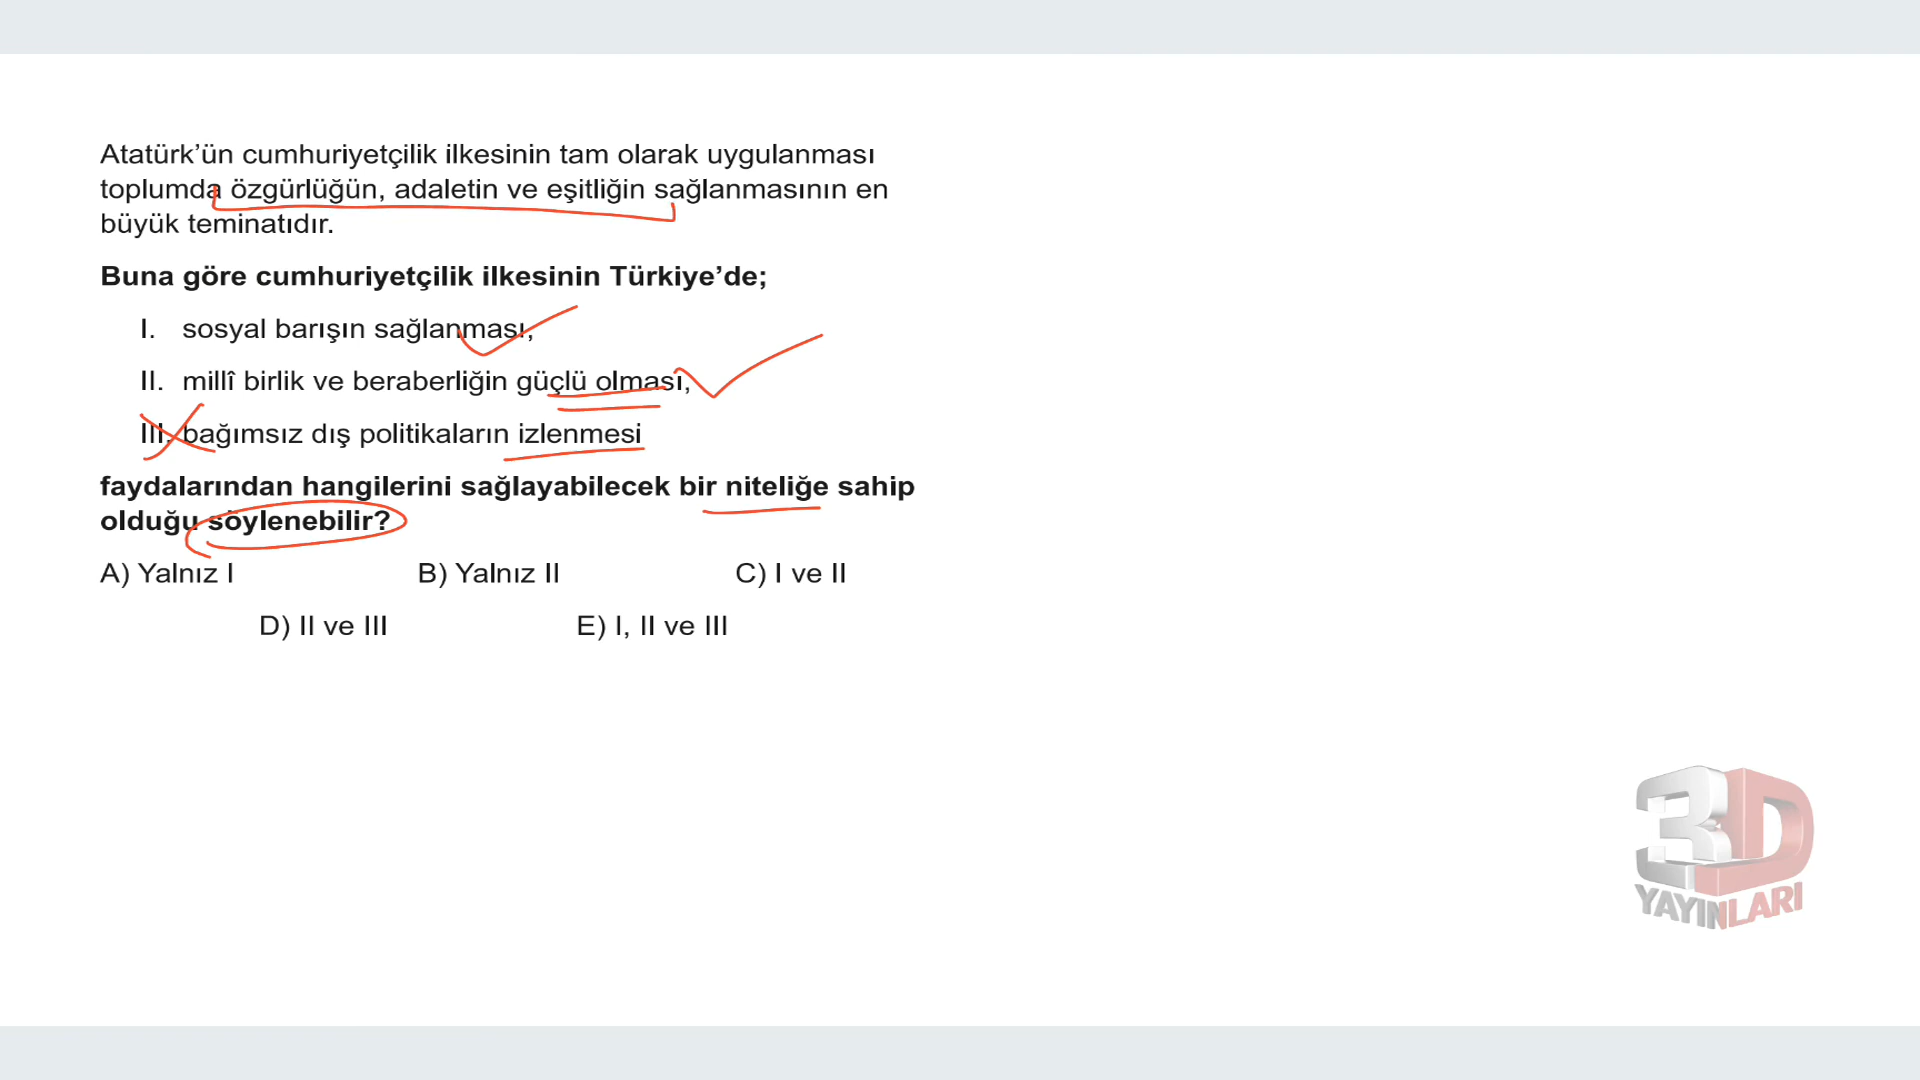 Atatürk’ün cumhuriyetçilik ilkesinin tam olarak uygulanması
toplumda özgürlüğün, adaletin ve eşitliğin sağlanmasının en
büyük teminatıdır.
Buna göre cumhuriyetçilik ilkesinin Türkiye’de;
I. sosyal barışın sağlanması,
II. millî birlik ve beraberliğin güçlü olması,
III. bağımsız dış politikaların izlenmesi
faydalarından hangilerini sağlayabilecek bir niteliğe sahip
olduğu söylenebilir?
A) Yalnız I B) Yalnız II C) I ve II
D) II ve III E) I, II ve III
3D
YAYINLARI